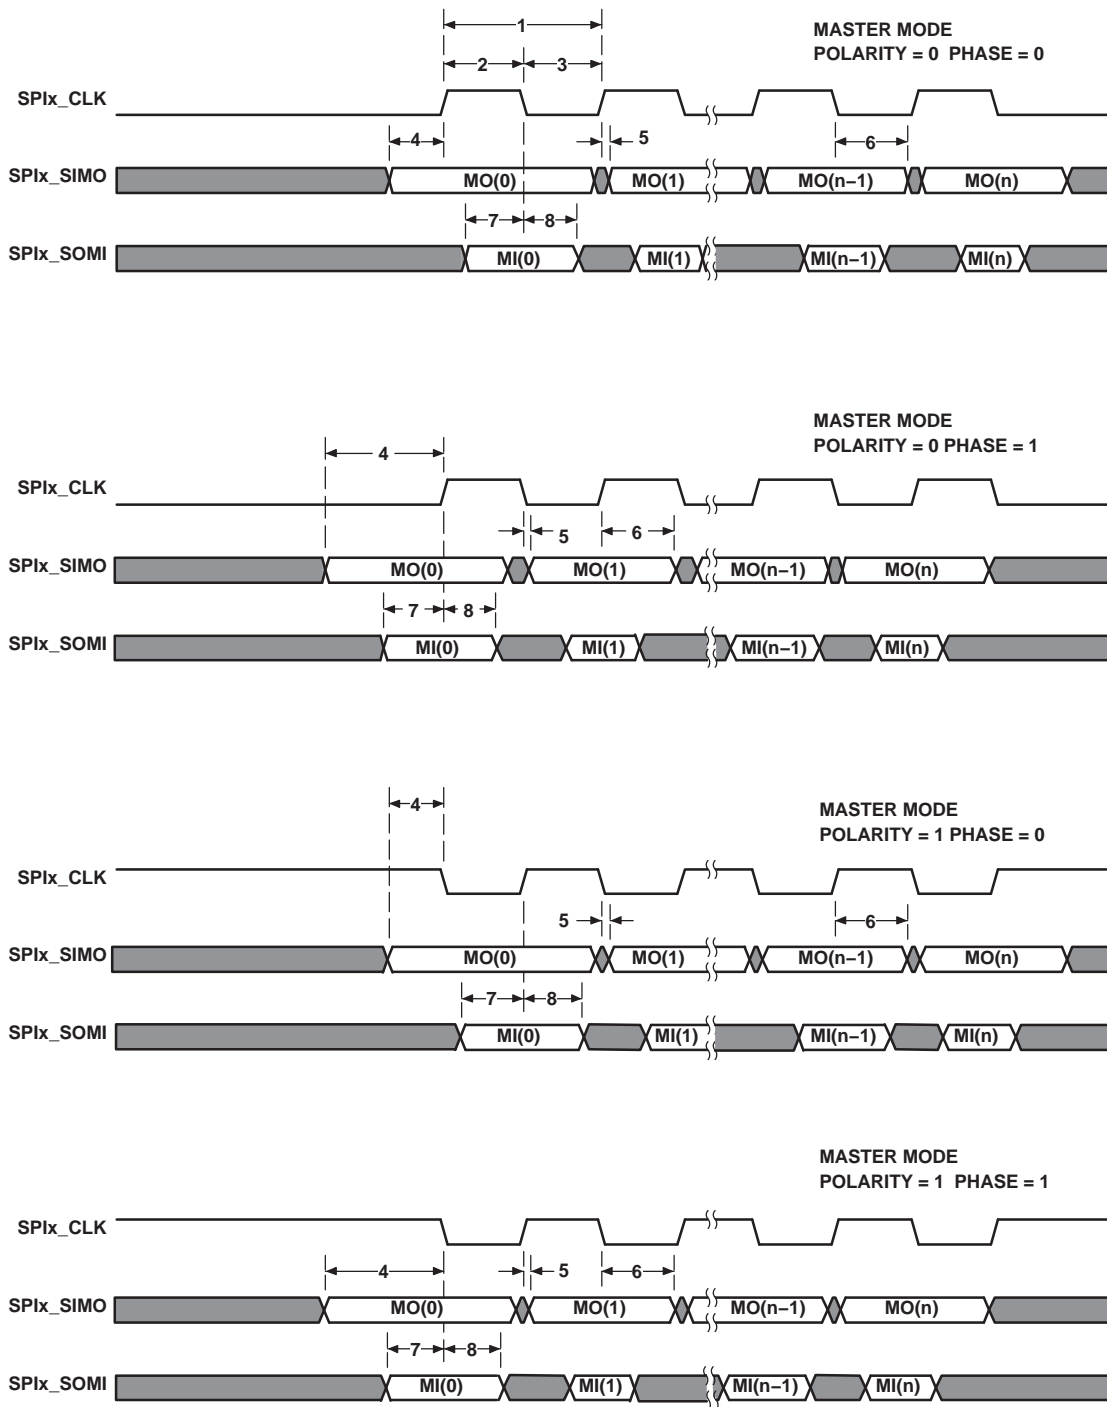 1
MASTER MODE
POLARITY = 0 PHASE = 0
2 3
SPIx_CLK
4 5 6
SPIx_SIMO MO(0) MO(1) MO(n−1) MO(n)
7 8
SPIx_SOMI MI(0) MI(1) MI(n−1) MI(n)
MASTER MODE
POLARITY = 0 PHASE = 1
4
SPIx_CLK
5 6
SPIx_SIMO MO(0) MO(1) MO(n−1) MO(n)
7 8
SPIx_SOMI MI(0) MI(1) MI(n−1) MI(n)
4
MASTER MODE
POLARITY = 1 PHASE = 0
SPIx_CLK
5 6
SPIx_SIMO MO(0) MO(1) MO(n−1) MO(n)
7 8
SPIx_SOMI MI(0) MI(1) MI(n−1) MI(n)
MASTER MODE
POLARITY = 1 PHASE = 1
SPIx_CLK
4 5 6
SPIx_SIMO MO(0) MO(1) MO(n−1) MO(n)
7 8
SPIx_SOMI MI(0) MI(1) MI(n−1) MI(n)